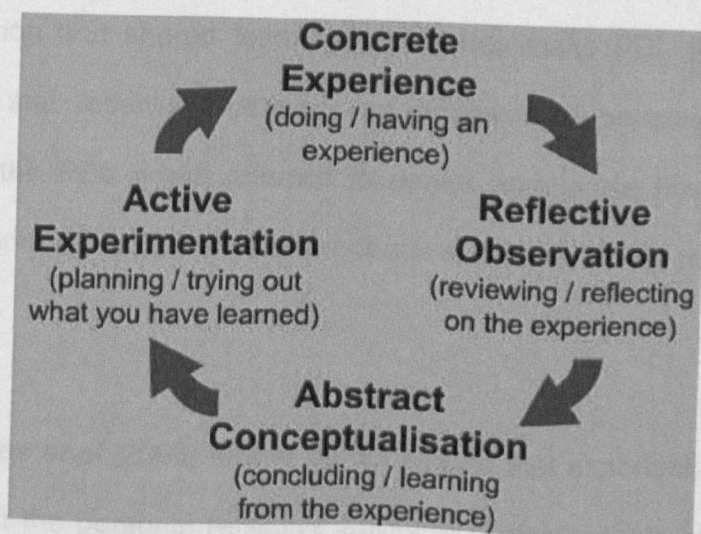 Concrete
Experience
(doing / having an
experience)
Reflective
Observation
(reviewing / reflecting
on the experience)
Abstract
Conceptualisation
(concluding / learning
from the experience)
Active
Experimentation
(planning / trying out
what you have learned)